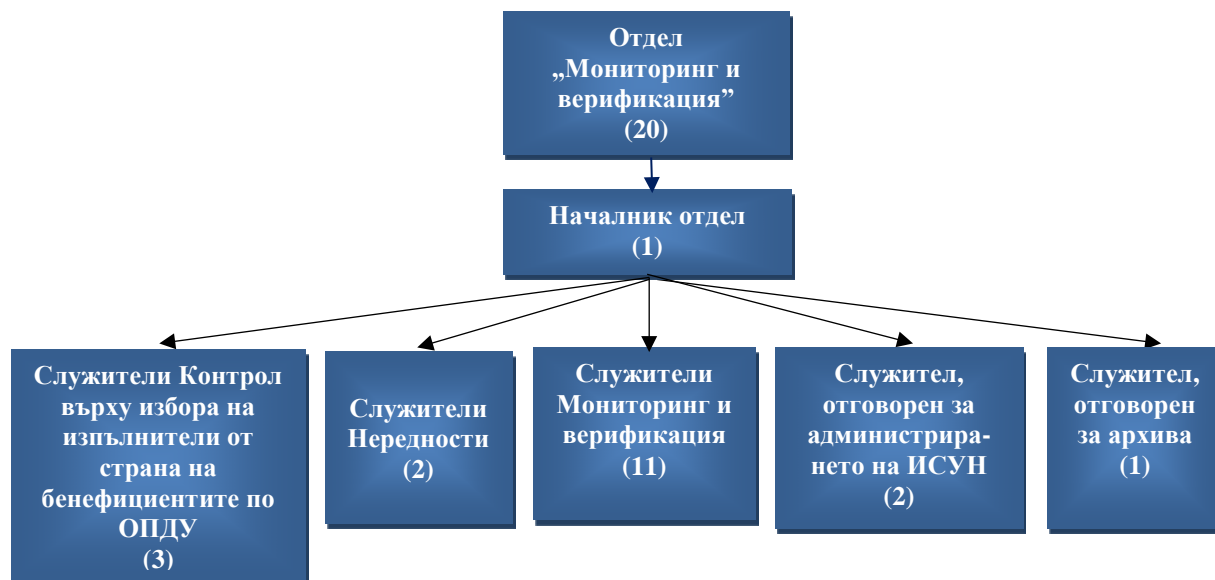 Отдел
„Мониторинг и
верификация”
(20)
Началник отдел
(1)
Служители Контрол
върху избора на
изпълнители от
страна на
бенефициентите по
ОПДУ
(3)
Служители
Нередности
(2)
Служители
Мониторинг и
верификация
(11)
Служител,
отговорен за
администрира-
нето на ИСУН
(2)
Служител,
отговорен
за архива
(1)